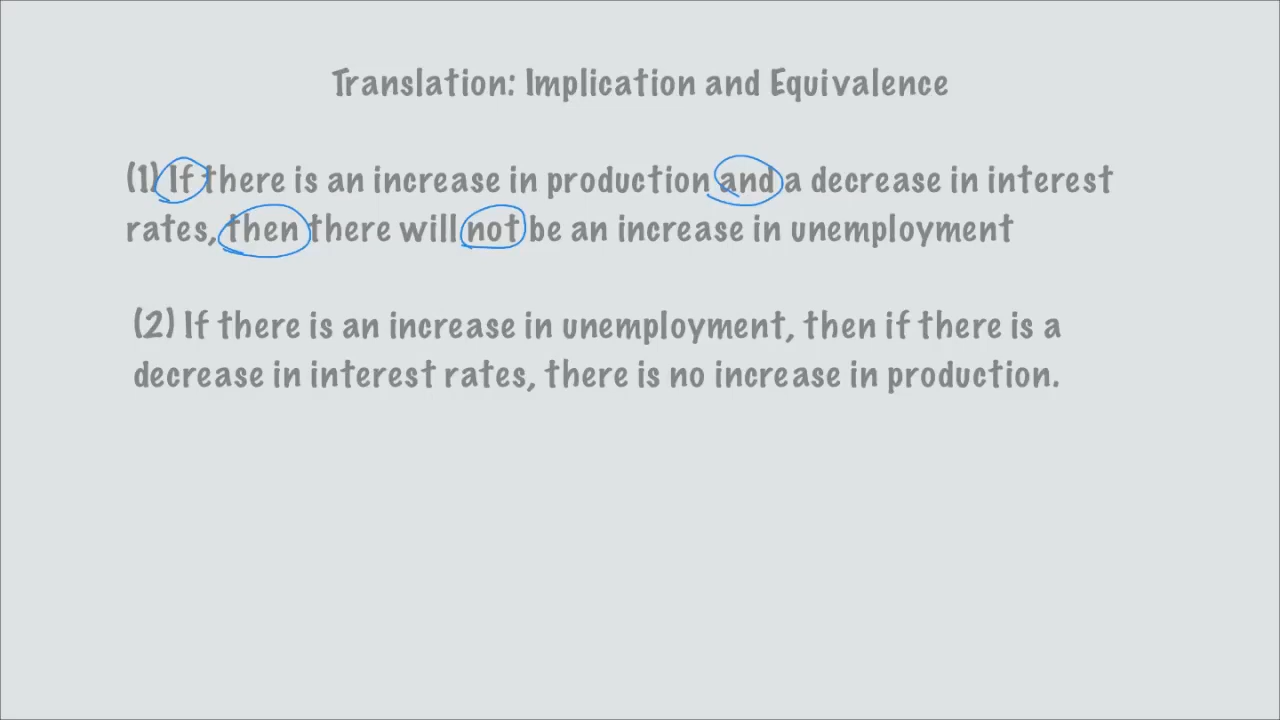 Translation: Implication and Equivalence
(1) If there is an increase in production and a decrease in interest
rates, then there will not be an increase in unemployment
(2) If there is an increase in unemployment, then if there is a
decrease in interest rates, there is no increase in production.